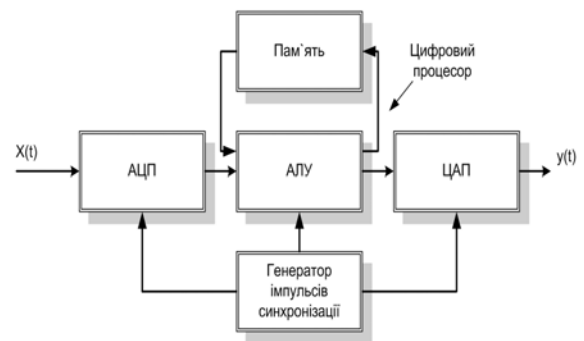 Пам`ять
Цифровий
процесор
X(t)
АЦП
АЛУ
ЦАП
y(t)
Генератор
імпульсів
синхронізації